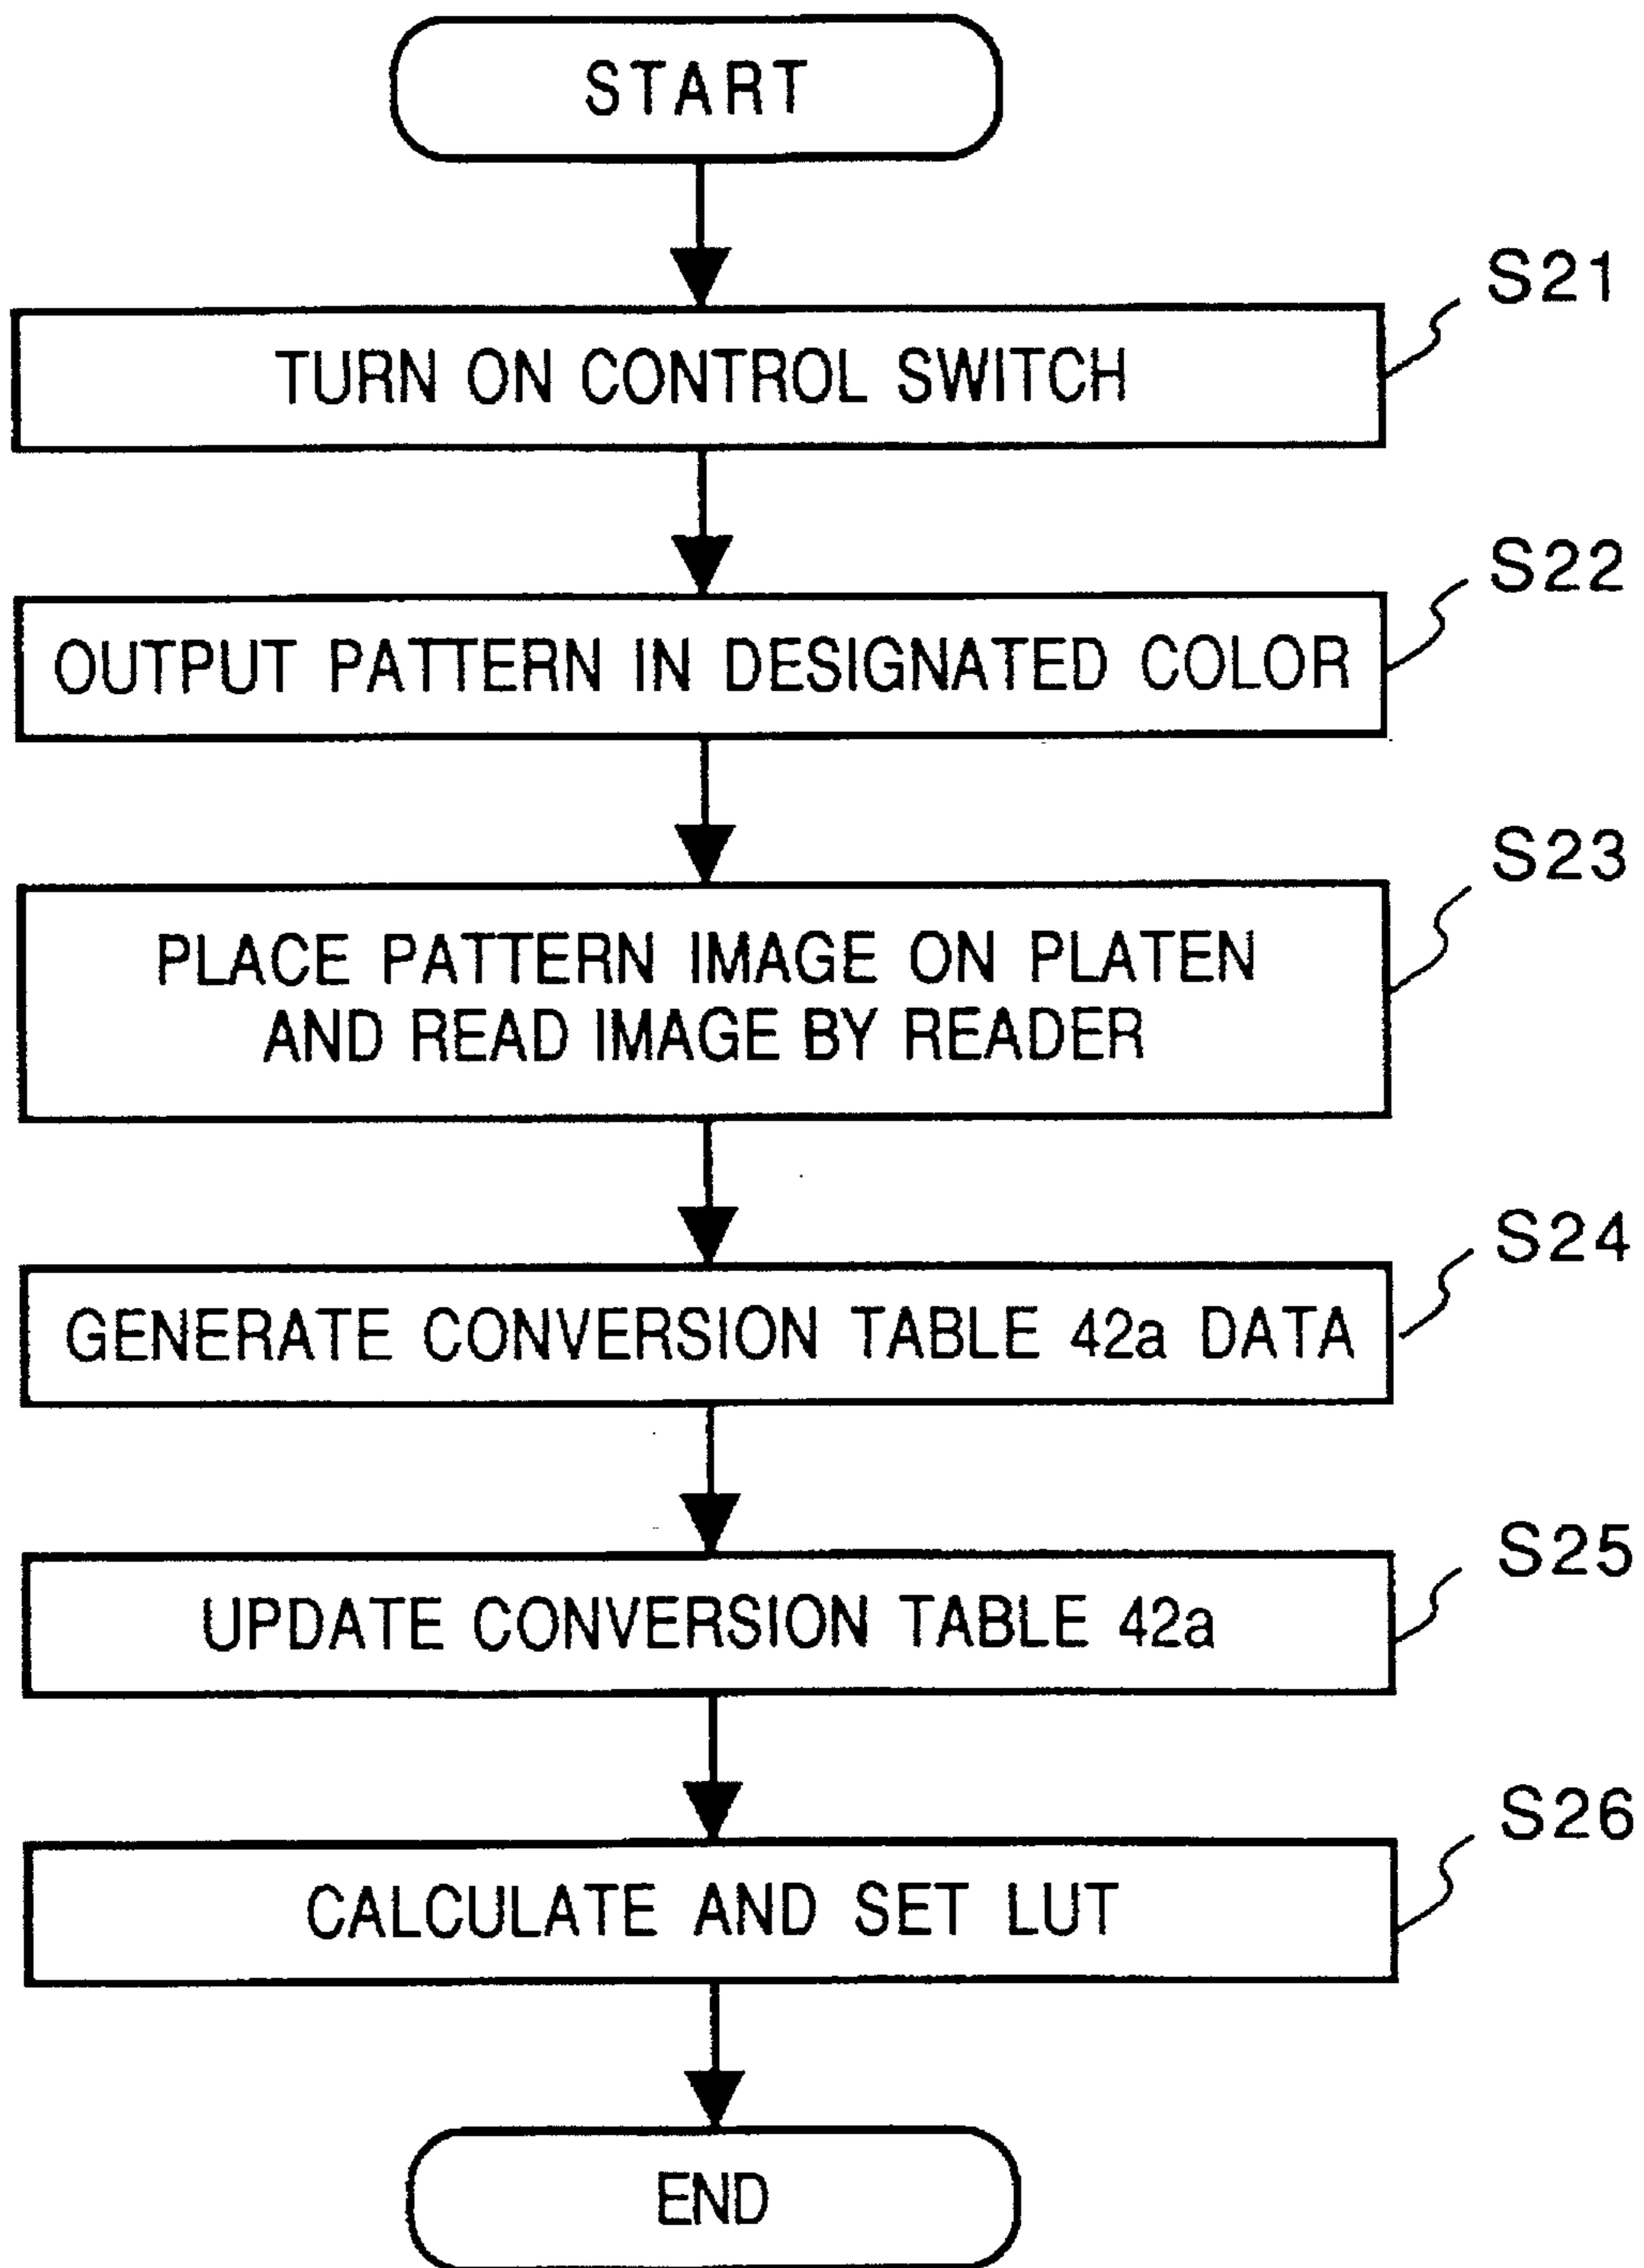 START
S21
TURN ON CONTROL SWITCH
S22
OUTPUT PATTERN IN DESIGNATED COLOR
S23
PLACE PATTERN IMAGE ON PLATEN
AND READ IMAGE BY READER
S24
GENERATE CONVERSION TABLE 42a DATA
S25
UPDATE CONVERSION TABLE 42a
S26
CALCULATE AND SET LUT
END